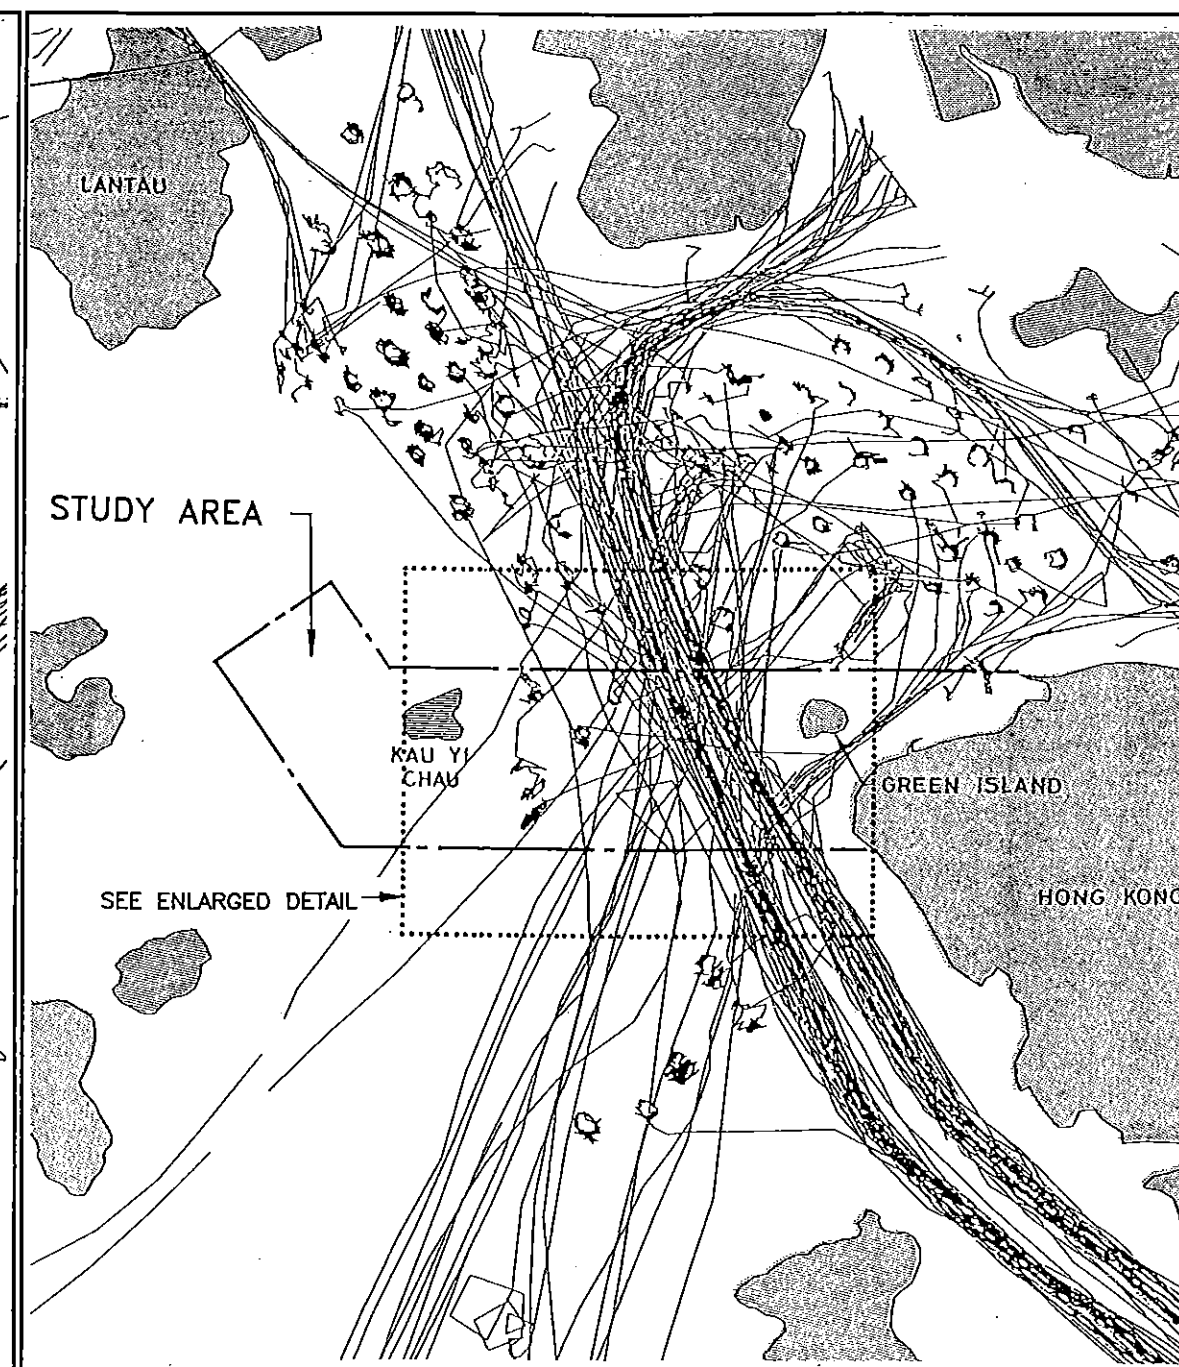 LANTAU
STUDY AREA
KAU YI
CHAU
GREEN ISLAND
SEE ENLARGED DETAIL
HONG KONG